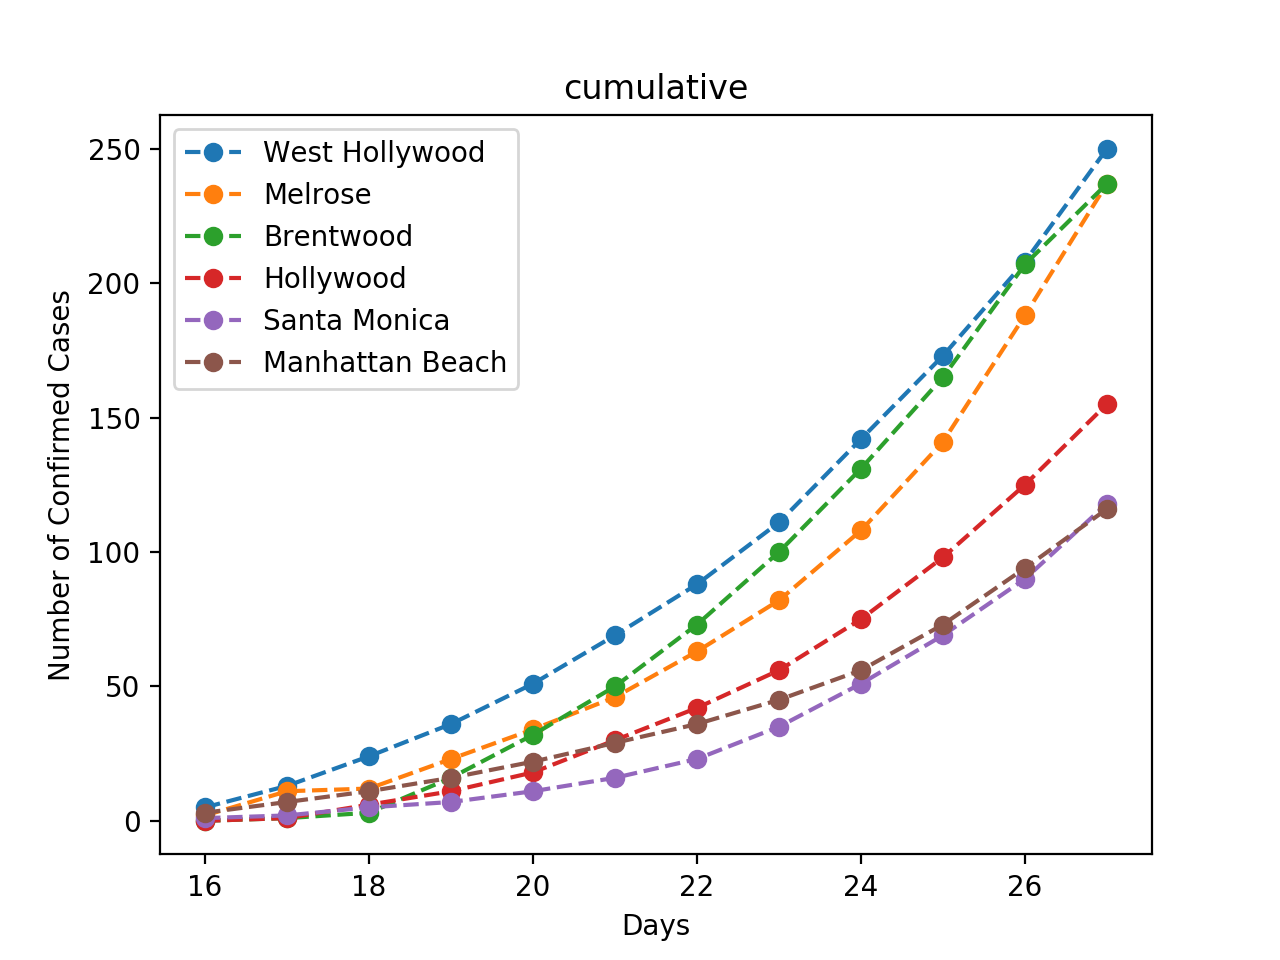 cumulative
250
200
150
100
50
0
Number of Confirmed Cases
West Hollywood
Melrose
Brentwood
Hollywood
Santa Monica
Manhattan Beach
16 18 20 22 24 26
Days